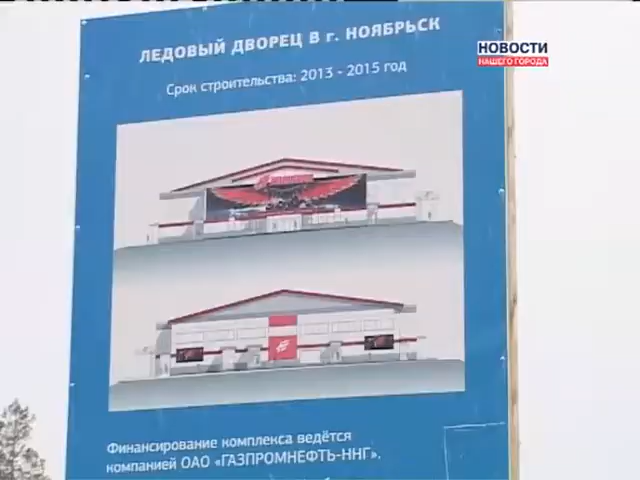 ЛЕДОВЫЙ ДВОРЕЦ В г. НОЯБРЬСК
НОВОСТИ
НАШЕГО ГОРОДА
Срок строительства: 2013 - 2015 год
Финансирование комплекса ведётся
компанией ОАО «ГАЗПРОМНЕФТЬ-ННГ».